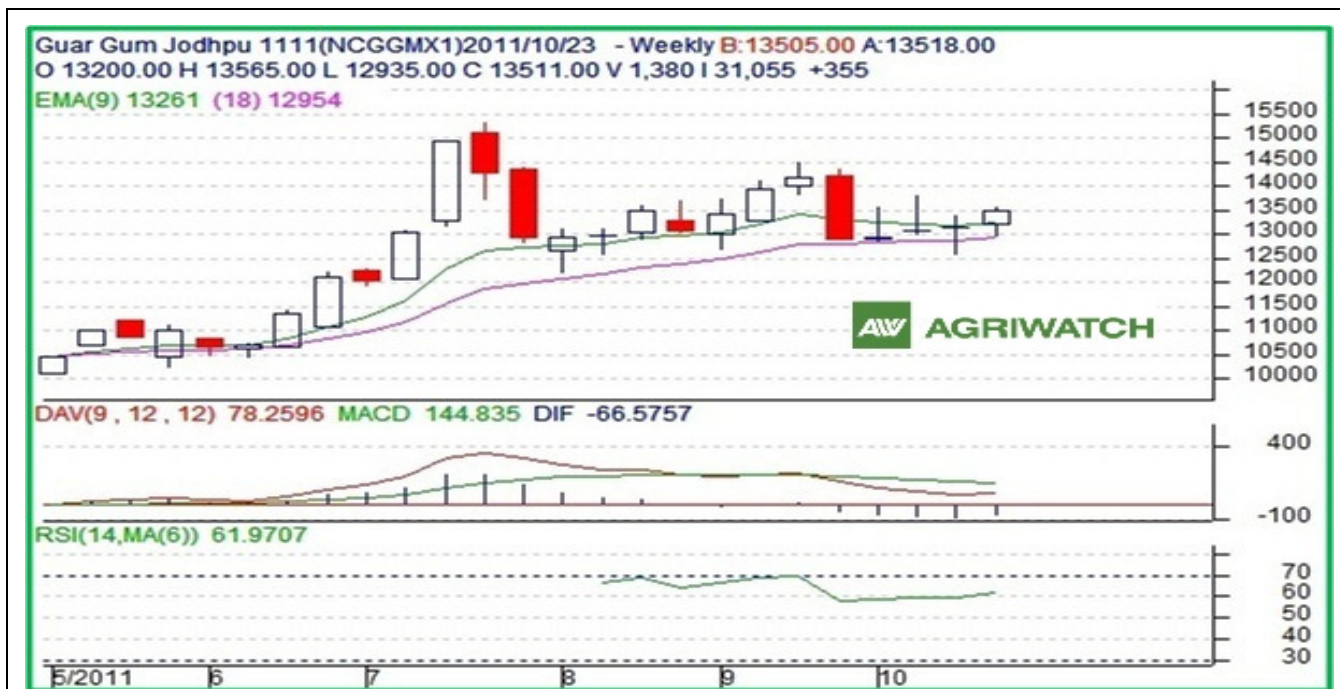 Guar Gum Jodhpu 1111(NCGGMX1)2011/10/23 - Weekly B:13505.00 A:13518.00
O 13200.00 H 13565.00 L 12935.00 C 13511.00 V 1,380 I 31,055 +355
EMA(9) 13261 (18) 12954
15500
15000
14500
14000
13500
13000
12500
12000
11500
11000
10500
10000
AW AGRIWATCH
DAV(9 , 12 , 12) 78.2596 MACD 144.835 DIF -66.5757
400
-100
RSI(14,MA(6)) 61.9707
70
60
50
40
30
5/2011 6 7 8 9 10